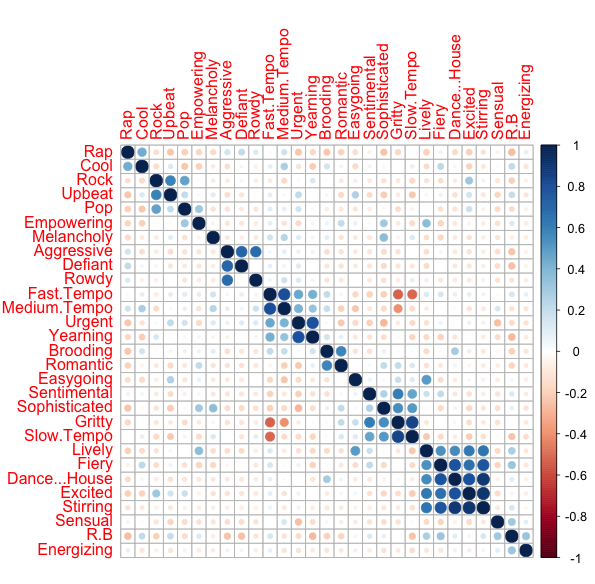 Rap
Cool
Rock
Upbeat
Pop
Empowering
Melancholy
Aggressive
Defiant
Rowdy
Fast.Tempo
Medium.Tempo
Urgent
Yearning
Brooding
Romantic
Easygoing
Sentimental
Sophisticated
Gritty
Slow.Tempo
Lively
Fiery
Dance...House
Excited
Stirring
Sensual
R.B
Energizing
Rap
Cool
Rock
Upbeat
Pop
Empowering
Melancholy
Aggressive
Defiant
Rowdy
Fast.Tempo
Medium.Tempo
Urgent
Yearning
Brooding
Romantic
Easygoing
Sentimental
Sophisticated
Gritty
Slow.Tempo
Lively
Fiery
Dance...House
Excited
Stirring
Sensual
R.B
Energizing
1
0.8
0.6
0.4
0.2
0
-0.2
-0.4
-0.6
-0.8
-1